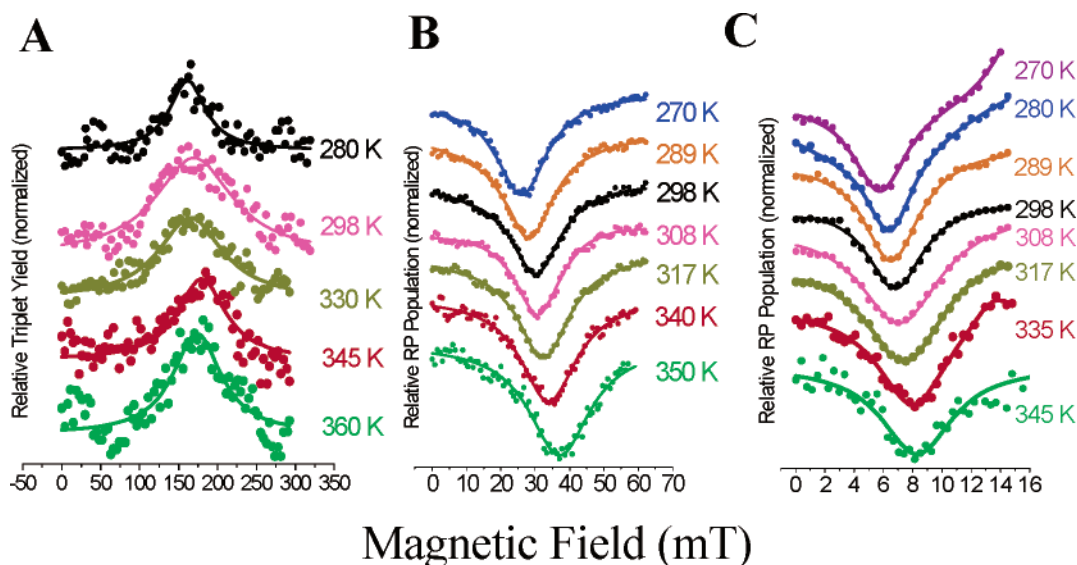 A
Relative Triplet Yield (normalized)
280 K
298 K
330 K
345 K
360 K
-50 0 50 100 150 200 250 300 350
B
Relative RP Population (normalized)
270 K
289 K
298 K
308 K
317 K
340 K
350 K
0 10 20 30 40 50 60 70
C
Relative RP Population (normalized)
270 K
280 K
289 K
298 K
308 K
317 K
335 K
345 K
0 2 4 6 8 10 12 14 16
Magnetic Field (mT)